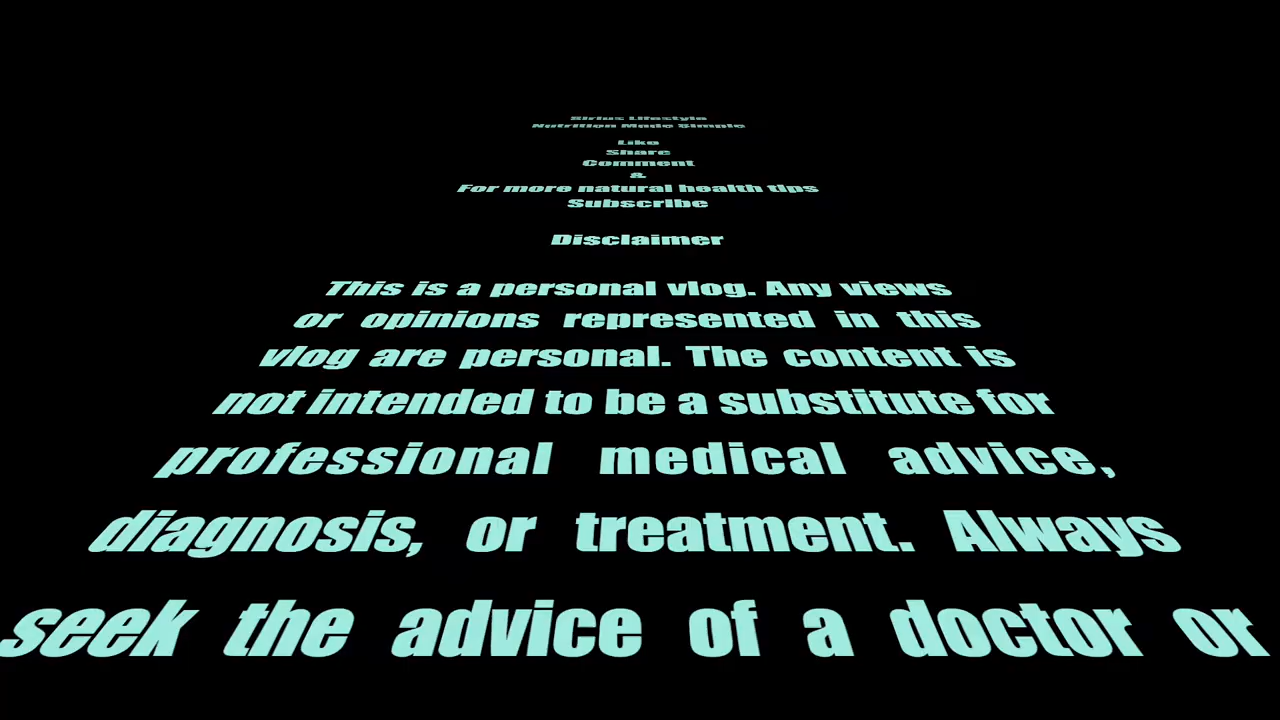 Sirius Lifestyle
Nutrition Made Simple
Like
Share
Comment
&
For more natural health tips
Subscribe
Disclaimer
This is a personal vlog. Any views
or opinions represented in this
vlog are personal. The content is
not intended to be a substitute for
professional medical advice,
diagnosis, or treatment. Always
seek the advice of a doctor or